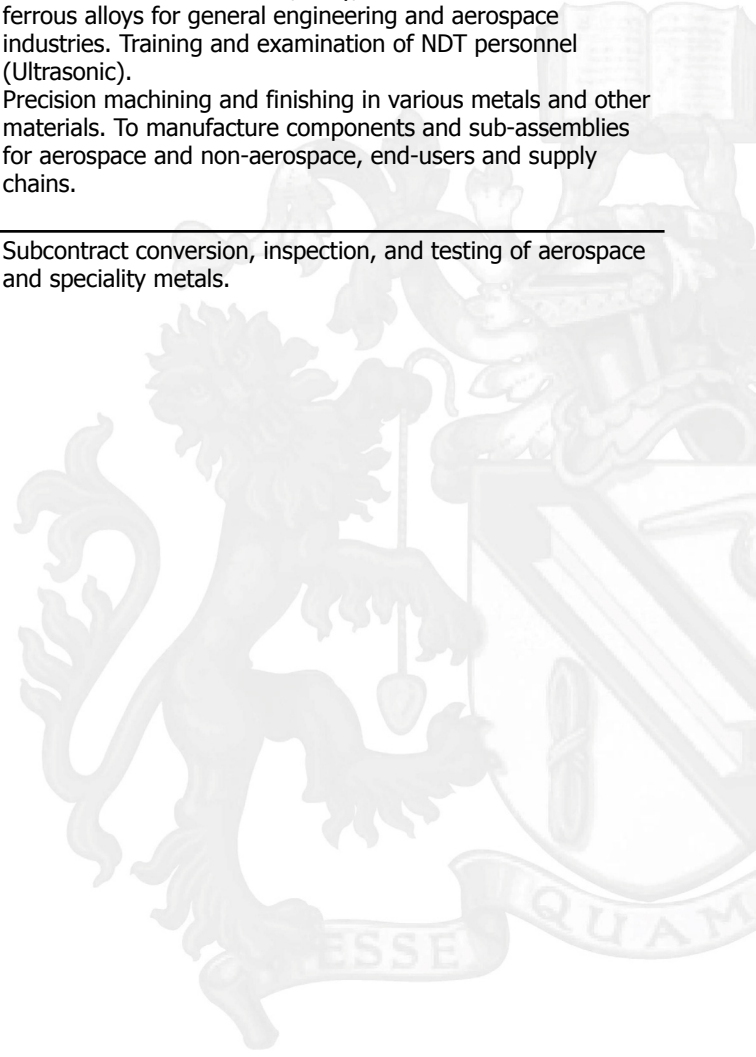 ferrous alloys for general engineering and aerospace
industries. Training and examination of NDT personnel
(Ultrasonic).
Precision machining and finishing in various metals and other
materials. To manufacture components and sub-assemblies
for aerospace and non-aerospace, end-users and supply
chains.
Subcontract conversion, inspection, and testing of aerospace
and speciality metals.
ESSE QUAM